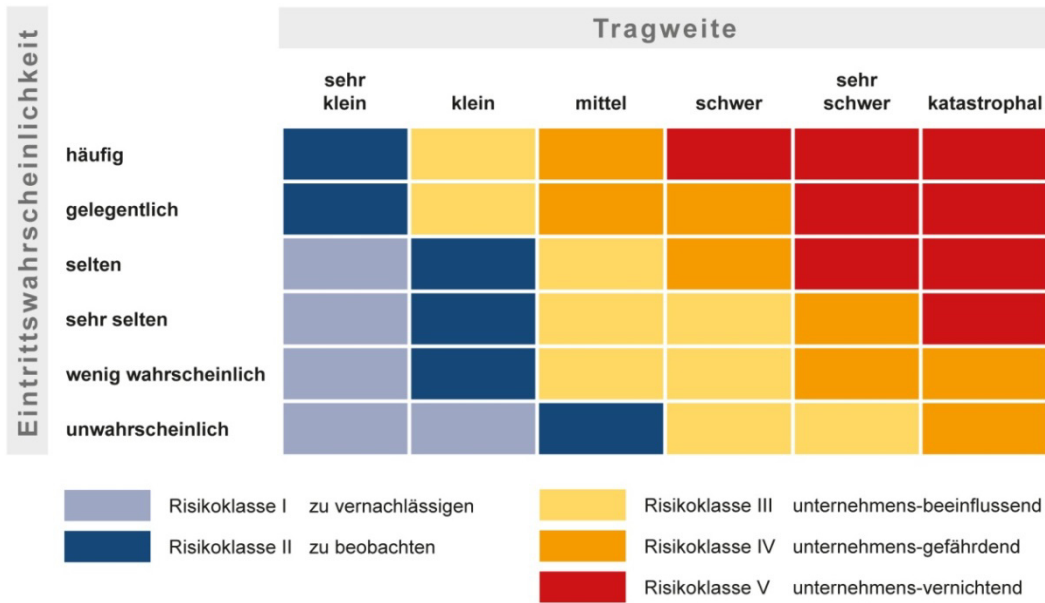 Tragweite
Eintrittswahrscheinlichkeit
sehr klein klein mittel schwer sehr schwer katastrophal
häufig
gelegentlich
selten
sehr selten
wenig wahrscheinlich
unwahrscheinlich
Risikoklasse I zu vernachlässigen
Risikoklasse II zu beobachten
Risikoklasse III unternehmens-beeinflussend
Risikoklasse IV unternehmens-gefährdend
Risikoklasse V unternehmens-vernichtend